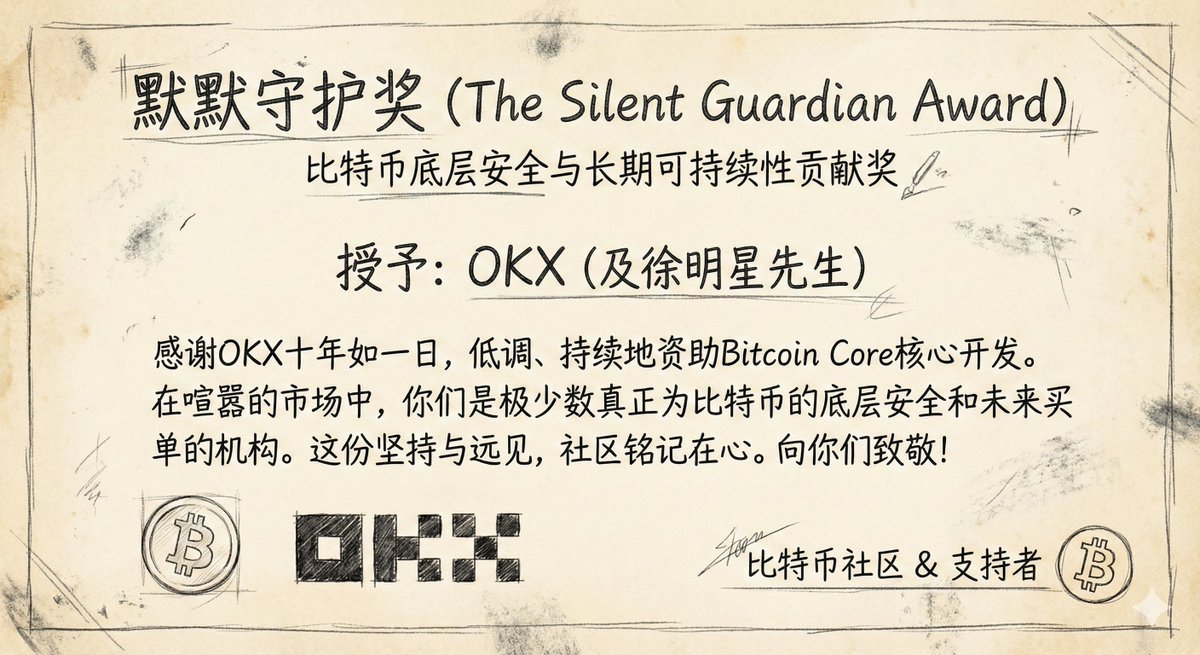 默默守护奖 (The Silent Guardian Award)
比特币底层安全与长期可持续性贡献奖
授予：OKX (及徐明星先生)
感谢OKX十年如一日，低调、持续地资助Bitcoin Core核心开发。
在喧嚣的市场中，你们是极少数真正为比特币的底层安全和未来买
单的机构。这份坚持与远见，社区铭记在心。向你们致敬！
OKX
比特币社区 & 支持者